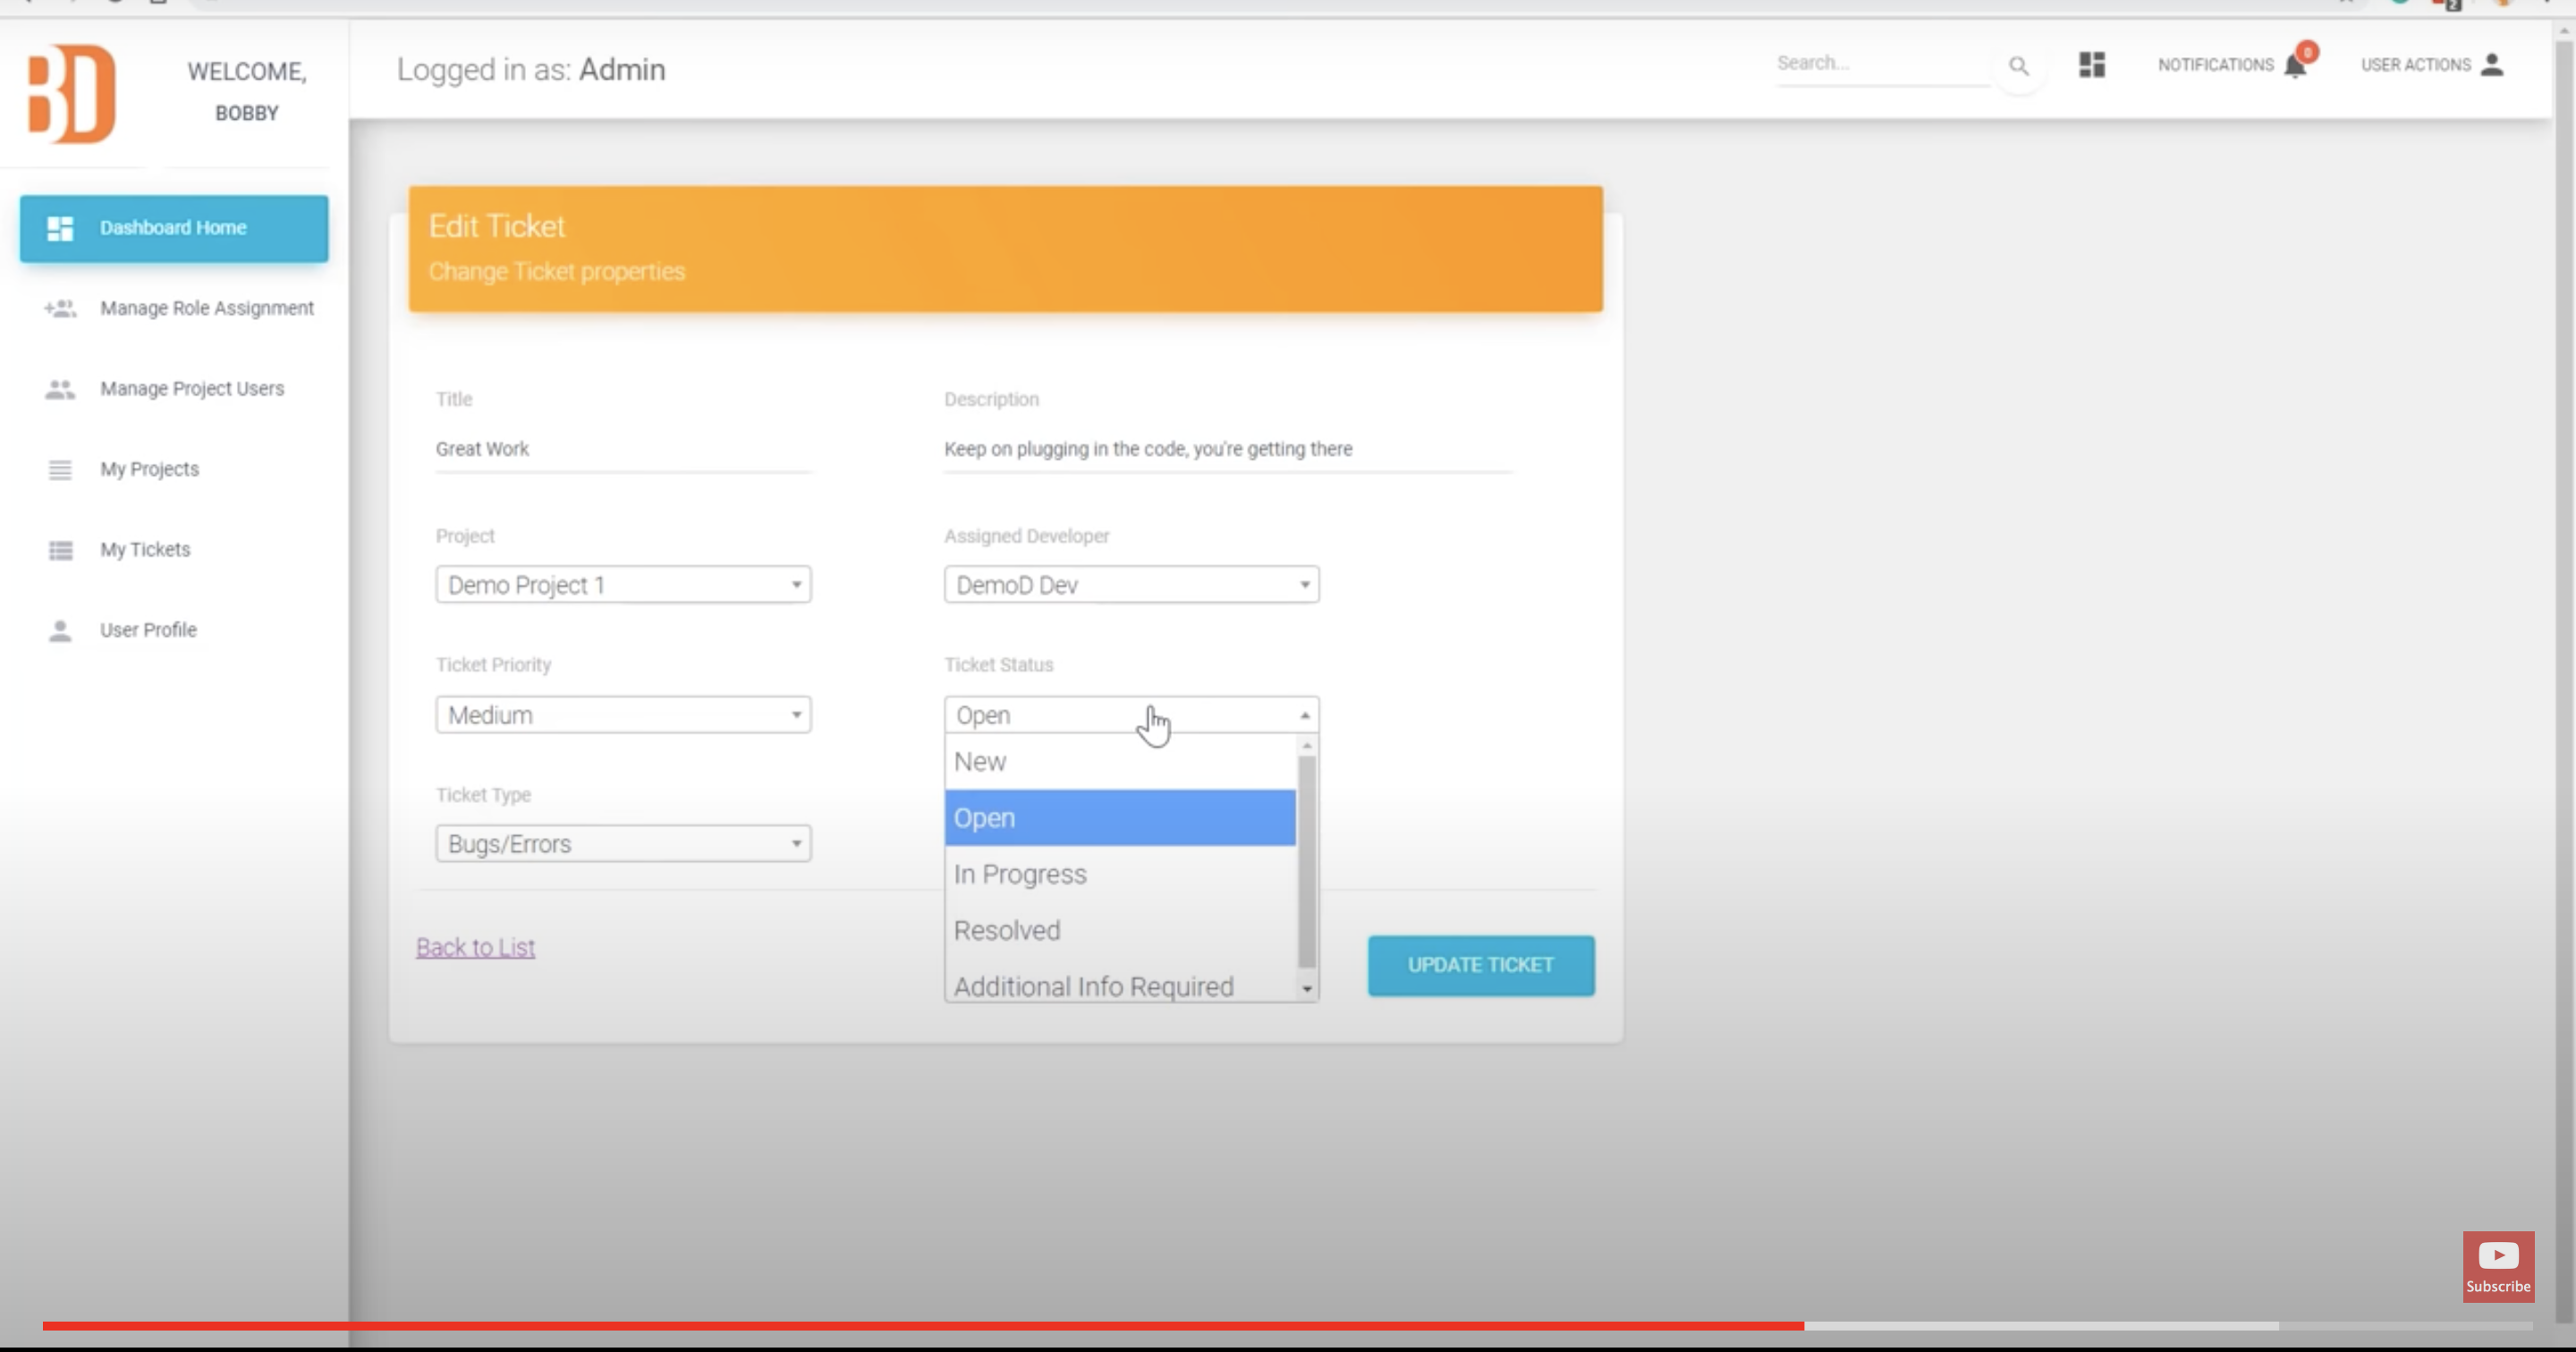 BD
WELCOME,
BOBBY
Logged in as: Admin
Search...
NOTIFICATIONS
0
USER ACTIONS
Dashboard Home
Manage Role Assignment
Manage Project Users
My Projects
My Tickets
User Profile
Edit Ticket
Change Ticket properties
Title
Description
Great Work
Keep on plugging in the code, you're getting there
Project
Assigned Developer
Demo Project 1
DemoD Dev
Ticket Priority
Ticket Status
Medium
Open
New
Open
In Progress
Resolved
Additional Info Required
Ticket Type
Bugs/Errors
Back to List
UPDATE TICKET
Subscribe